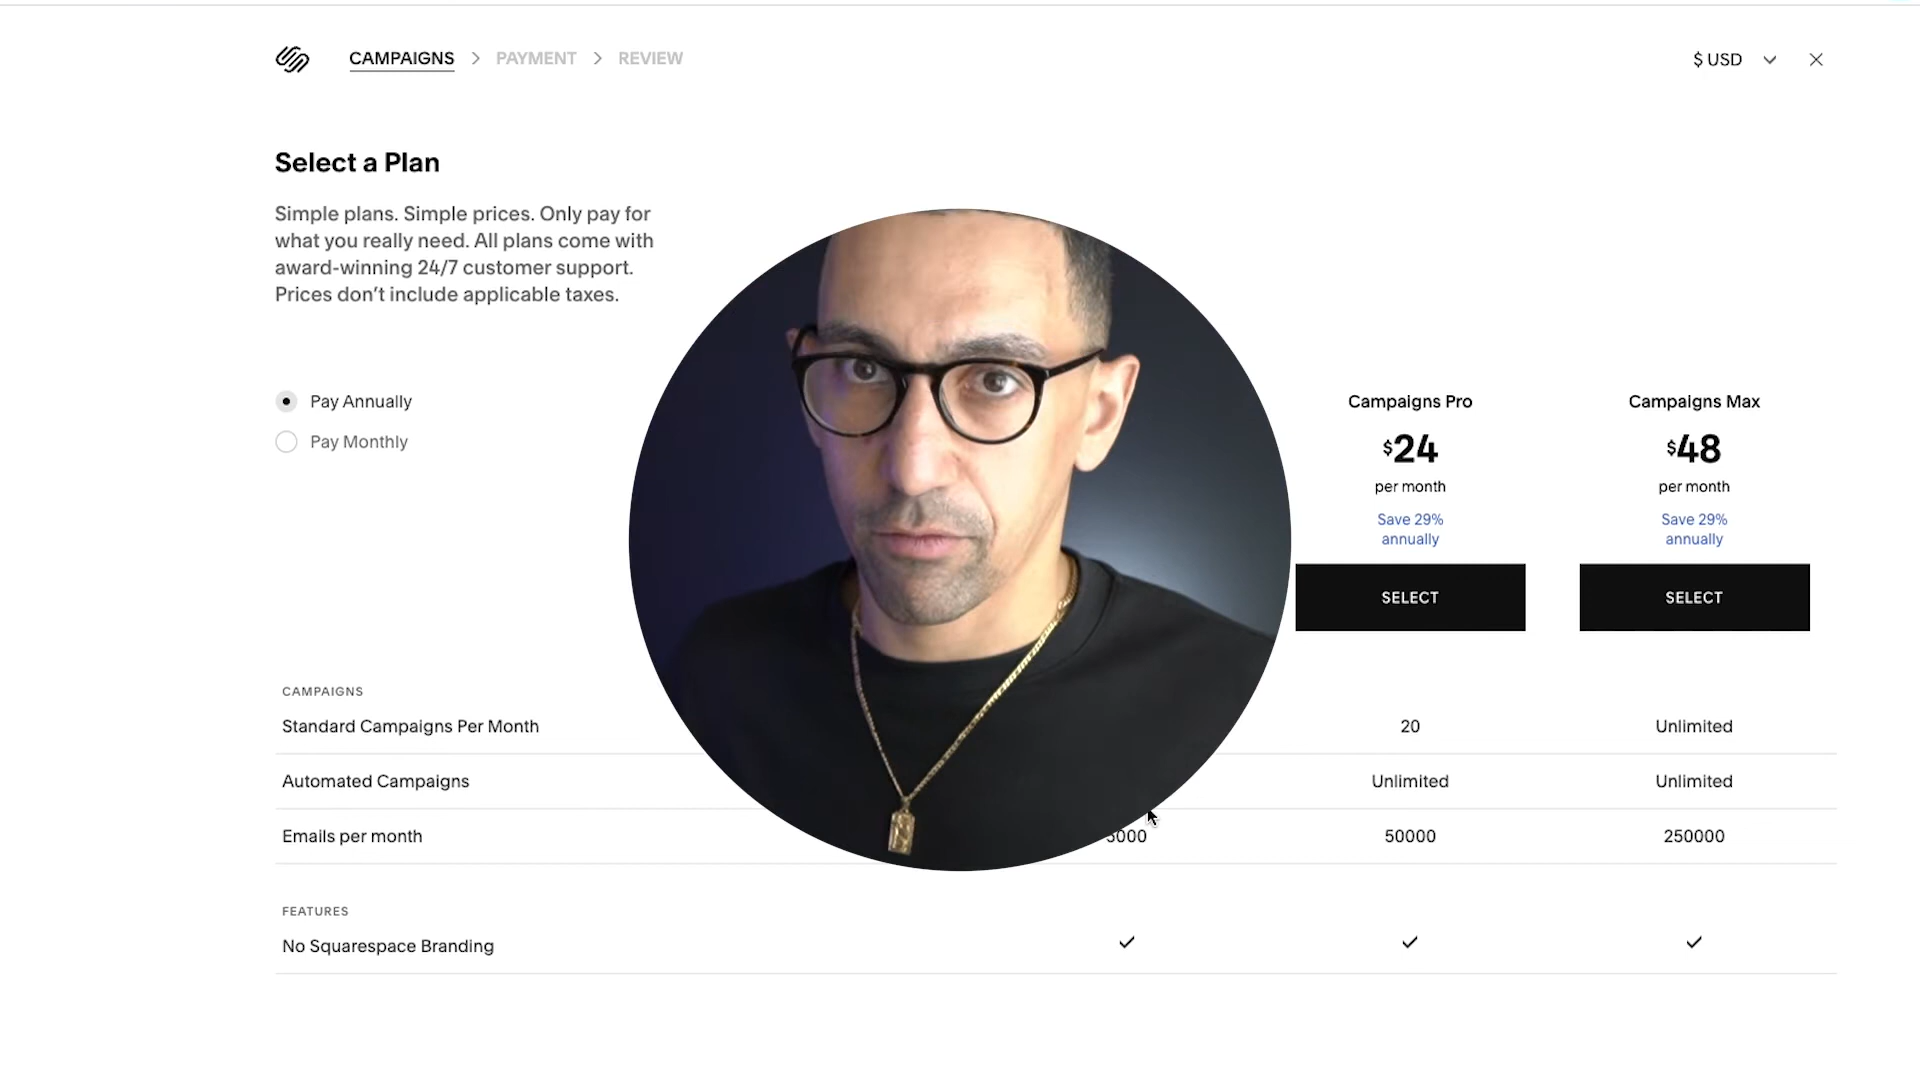 CAMPAIGNS > PAYMENT > REVIEW
$ USD
Select a Plan
Simple plans. Simple prices. Only pay for
what you really need. All plans come with
award-winning 24/7 customer support.
Prices don't include applicable taxes.
Pay Annually
Pay Monthly
Campaigns Pro
$24
per month
Save 29%
annually
SELECT
Campaigns Max
$48
per month
Save 29%
annually
SELECT
CAMPAIGNS
Standard Campaigns Per Month 20 Unlimited
Automated Campaigns Unlimited Unlimited
Emails per month 50000 250000
FEATURES
No Squarespace Branding